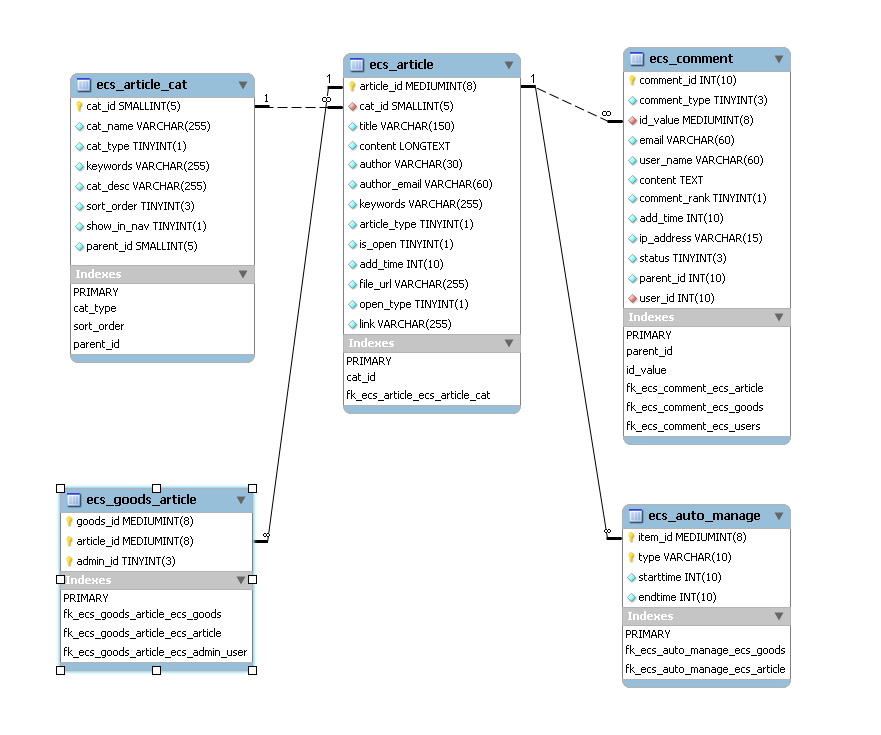 ecs_article_cat
cat_id SMALLINT(5)
cat_name VARCHAR(255)
cat_type TINYINT(1)
keywords VARCHAR(255)
cat_desc VARCHAR(255)
sort_order TINYINT(3)
show_in_nav TINYINT(1)
parent_id SMALLINT(5)
Indexes
PRIMARY
cat_type
sort_order
parent_id
1
∞
1
ecs_article
article_id MEDIUMINT(8)
cat_id SMALLINT(5)
title VARCHAR(150)
content LONGTEXT
author VARCHAR(30)
author_email VARCHAR(60)
keywords VARCHAR(255)
article_type TINYINT(1)
is_open TINYINT(1)
add_time INT(10)
file_url VARCHAR(255)
open_type TINYINT(1)
link VARCHAR(255)
Indexes
PRIMARY
cat_id
fk_ecs_article_ecs_article_cat
1
∞
ecs_comment
comment_id INT(10)
comment_type TINYINT(3)
id_value MEDIUMINT(8)
email VARCHAR(60)
user_name VARCHAR(60)
content TEXT
comment_rank TINYINT(1)
add_time INT(10)
ip_address VARCHAR(15)
status TINYINT(3)
parent_id INT(10)
user_id INT(10)
Indexes
PRIMARY
parent_id
id_value
fk_ecs_comment_ecs_article
fk_ecs_comment_ecs_goods
fk_ecs_comment_ecs_users
ecs_goods_article
goods_id MEDIUMINT(8)
article_id MEDIUMINT(8)
admin_id TINYINT(3)
Indexes
PRIMARY
fk_ecs_goods_article_ecs_goods
fk_ecs_goods_article_ecs_article
fk_ecs_goods_article_ecs_admin_user
∞
∞
ecs_auto_manage
item_id MEDIUMINT(8)
type VARCHAR(10)
starttime INT(10)
endtime INT(10)
Indexes
PRIMARY
fk_ecs_auto_manage_ecs_goods
fk_ecs_auto_manage_ecs_article